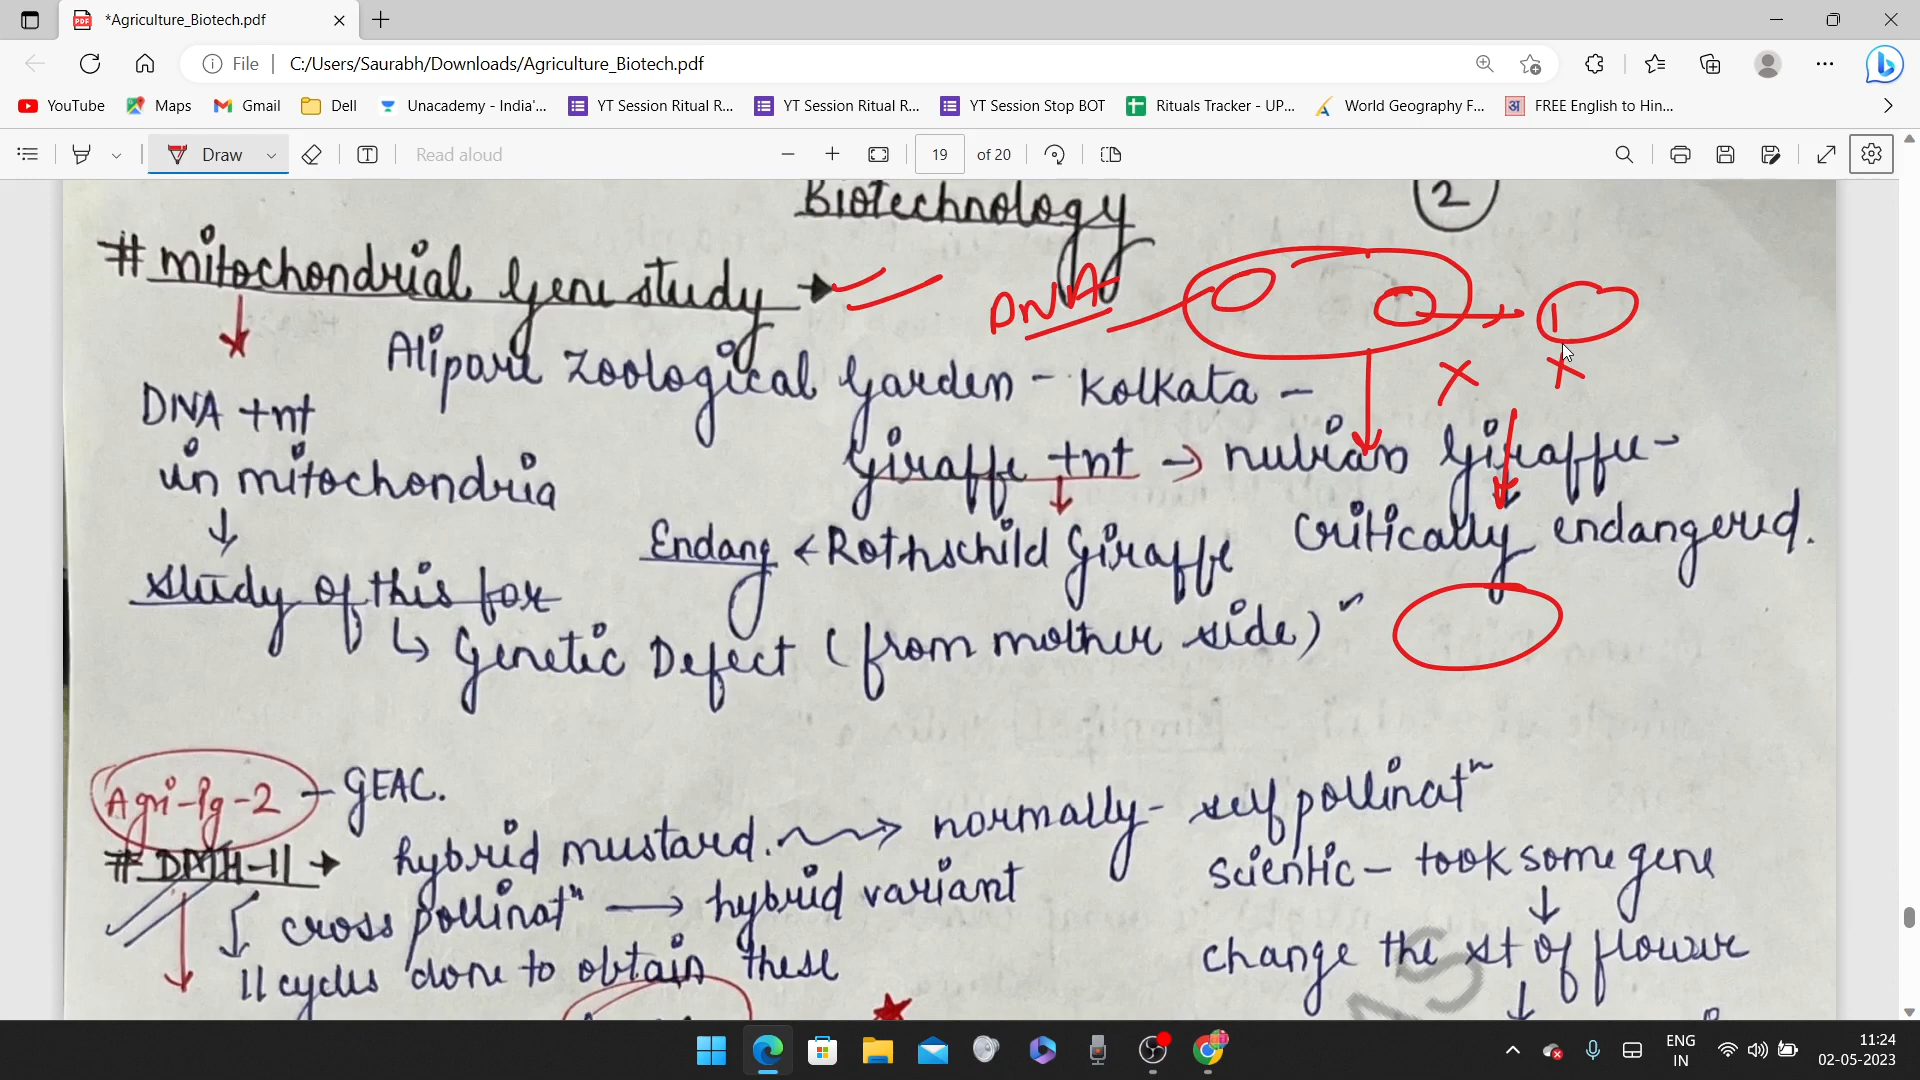 *Agriculture_Biotech.pdf
File
C:/Users/Saurabh/Downloads/Agriculture_Biotech.pdf
YouTube
Maps
Gmail
Dell
Unacademy - India'...
YT Session Ritual R...
YT Session Ritual R...
YT Session Stop BOT
Rituals Tracker - UP...
World Geography F...
अ
FREE English to Hin...
Draw
Read aloud
19 of 20
Biotechnology
2
# mitochondrial Gene study →
DNA
Alipore Zoological Garden - Kolkata -
DNA +nt
in mitochondria
↓
study of this for
Giraffe +nt → nubian Giraffe -
Critically endangered.
Endang ← Rothschild Giraffe
↳ Genetic Defect (from mother side)
Agri-Pg-2 - GEAC.
# DMH-11 → hybrid mustard. → normally - self pollinatⁿ
cross pollinatⁿ → hybrid variant
11 cycles done to obtain these
scientic - took some gene
↓
change the st of flower
↓
ENG
IN
11:24
02-05-2023